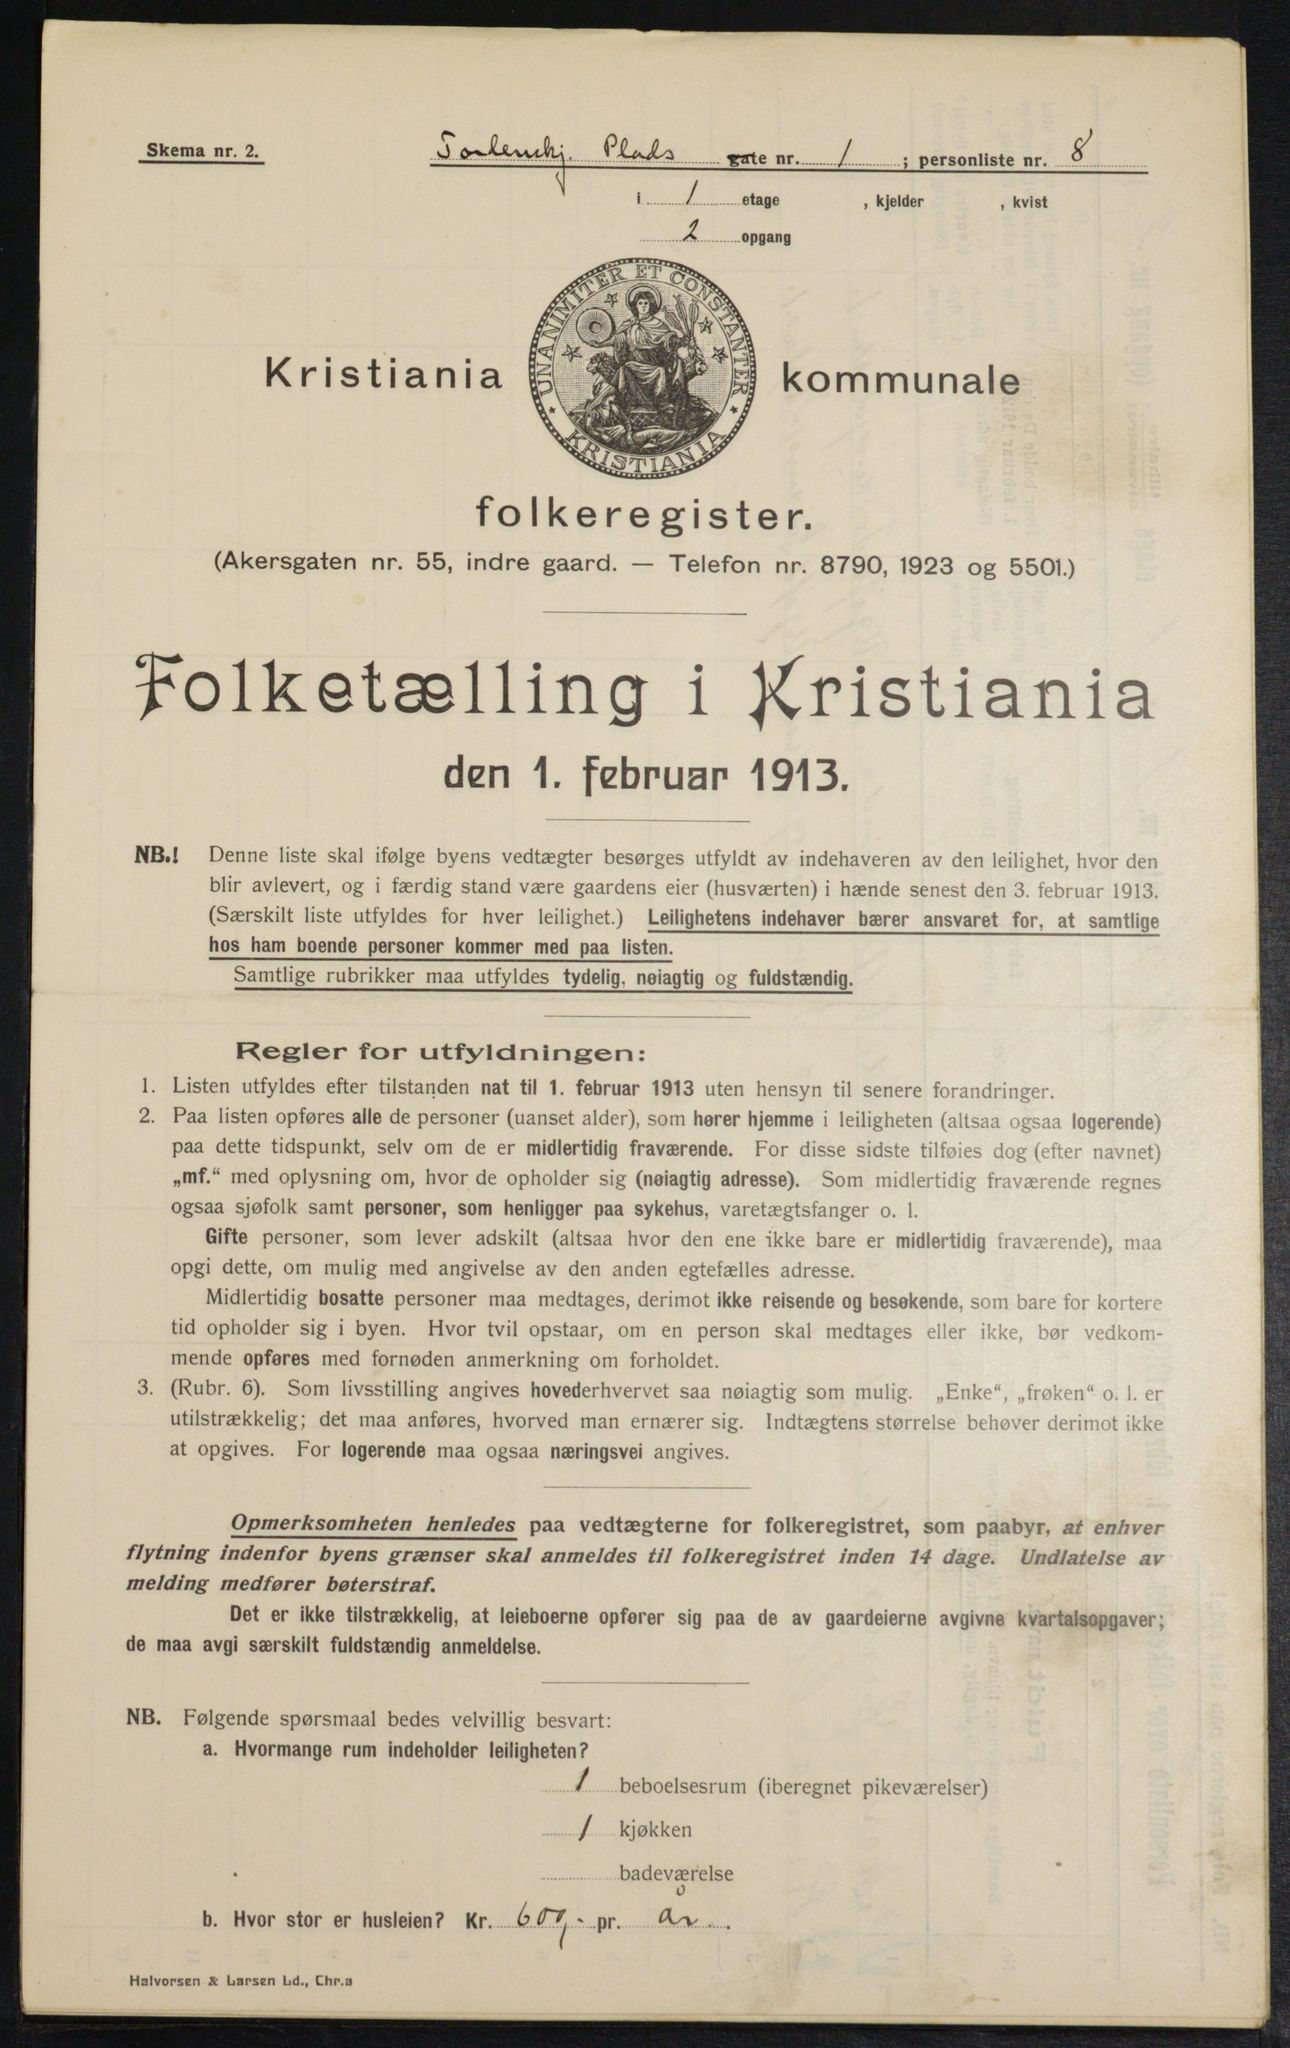 Skema nr. 2.
Tordenskj. Plads gate nr. 1 ; personliste nr. 8
i 1 etage , kjelder , kvist
2 opgang
UNANIMITER ET CONSTANTER
KRISTIANIA
Kristiania kommunale
folkeregister.
(Akersgaten nr. 55, indre gaard. — Telefon nr. 8790, 1923 og 5501.)
Folketælling i Kristiania
den 1. februar 1913.
NB.! Denne liste skal ifølge byens vedtægter besørges utfyldt av indehaveren av den leilighet, hvor den
blir avlevert, og i færdig stand være gaardens eier (husværten) i hænde senest den 3. februar 1913.
(Særskilt liste utfyldes for hver leilighet.) Leilighetens indehaver bærer ansvaret for, at samtlige
hos ham boende personer kommer med paa listen.
Samtlige rubrikker maa utfyldes tydelig, nøiagtig og fuldstændig.
Regler for utfyldningen:
1. Listen utfyldes efter tilstanden nat til 1. februar 1913 uten hensyn til senere forandringer.
2. Paa listen opføres alle de personer (uanset alder), som hører hjemme i leiligheten (altsaa ogsaa logerende)
paa dette tidspunkt, selv om de er midlertidig fraværende. For disse sidste tilføies dog (efter navnet)
„mf.“ med oplysning om, hvor de opholder sig (nøiagtig adresse). Som midlertidig fraværende regnes
ogsaa sjøfolk samt personer, som henligger paa sykehus, varetægtsfanger o. l.
Gifte personer, som lever adskilt (altsaa hvor den ene ikke bare er midlertidig fraværende), maa
opgi dette, om mulig med angivelse av den anden egtefælles adresse.
Midlertidig bosatte personer maa medtages, derimot ikke reisende og besøkende, som bare for kortere
tid opholder sig i byen. Hvor tvil opstaar, om en person skal medtages eller ikke, bør vedkom-
mende opføres med fornøden anmerkning om forholdet.
3. (Rubr. 6). Som livsstilling angives hovederhvervet saa nøiagtig som mulig. „Enke“, „frøken“ o. l. er
utilstrækkelig; det maa anføres, hvorved man ernærer sig. Indtægtens størrelse behøver derimot ikke
at opgives. For logerende maa ogsaa næringsvei angives.
Opmerksomheten henledes paa vedtægterne for folkeregistret, som paabyr, at enhver
flytning indenfor byens grænser skal anmeldes til folkeregistret inden 14 dage. Undlatelse av
melding medfører bøterstraf.
Det er ikke tilstrækkelig, at leieboerne opfører sig paa de av gaardeierne avgivne kvartalsopgaver;
de maa avgi særskilt fuldstændig anmeldelse.
NB. Følgende spørsmaal bedes velvillig besvart:
a. Hvormange rum indeholder leiligheten?
1 beboelsesrum (iberegnet pikeværelser)
1 kjøkken
badeværelse
b. Hvor stor er husleien? Kr. 600,- pr. år.
Halvorsen & Larsen Ld., Chr.a